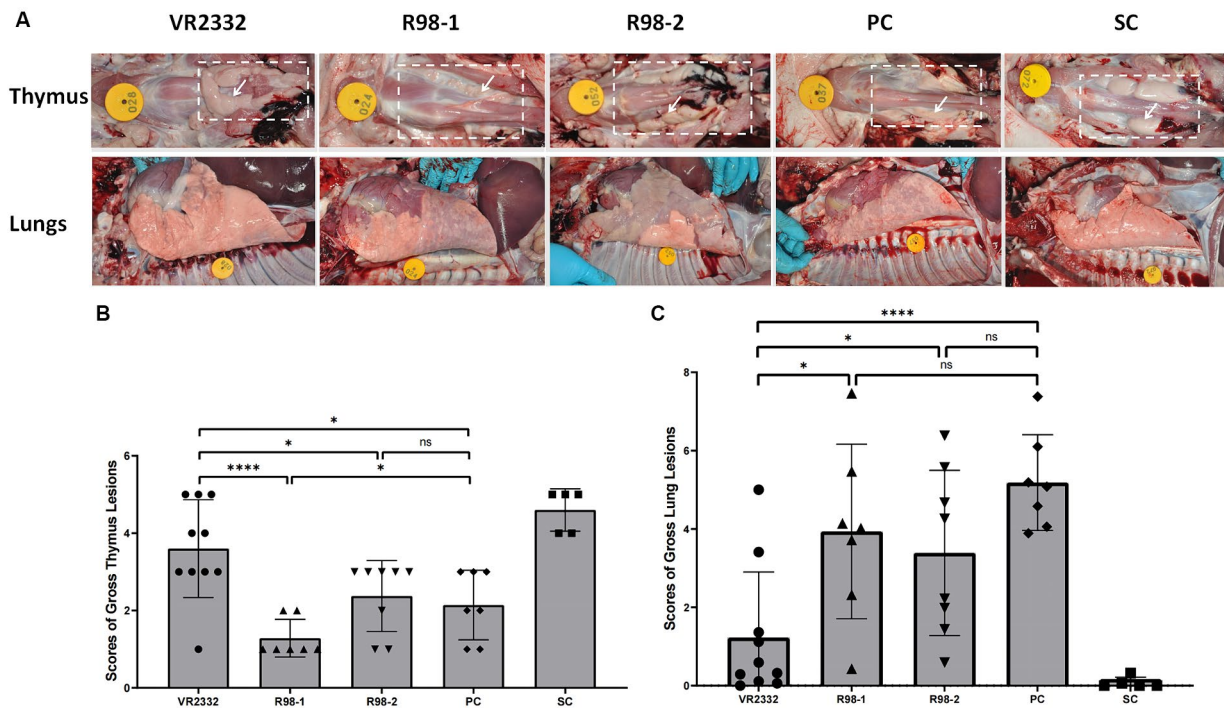 A
VR2332 R98-1 R98-2 PC SC
Thymus
028 024 052 037 072
Lungs
B
Scores of Gross Thymus Lesions
6
4
2
0
* 
* ns
**** *
VR2332 R98-1 R98-2 PC SC
C
Scores of Gross Lung Lesions
8
6
4
2
0
****
* ns
* ns
VR2332 R98-1 R98-2 PC SC